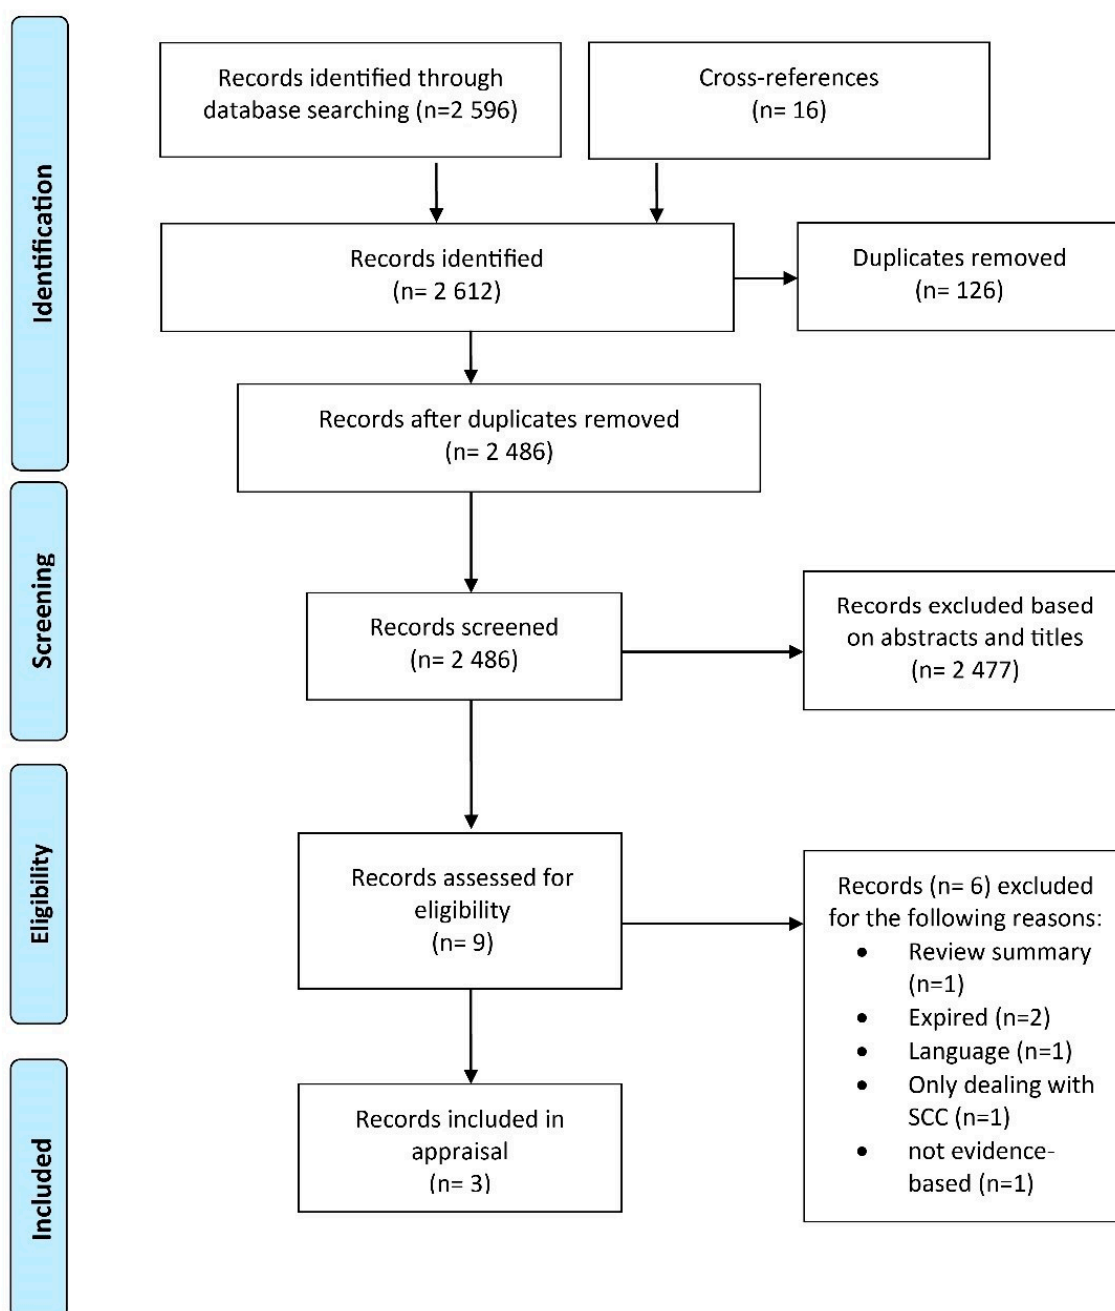 Identification
Records identified through
database searching (n=2 596)
Cross-references
(n= 16)
Records identified
(n= 2 612)
Duplicates removed
(n= 126)
Records after duplicates removed
(n= 2 486)
Screening
Records screened
(n= 2 486)
Records excluded based
on abstracts and titles
(n= 2 477)
Eligibility
Records assessed for
eligibility
(n= 9)
Records (n= 6) excluded
for the following reasons:
• Review summary
(n=1)
• Expired (n=2)
• Language (n=1)
• Only dealing with
SCC (n=1)
• not evidence-
based (n=1)
Included
Records included in
appraisal
(n= 3)